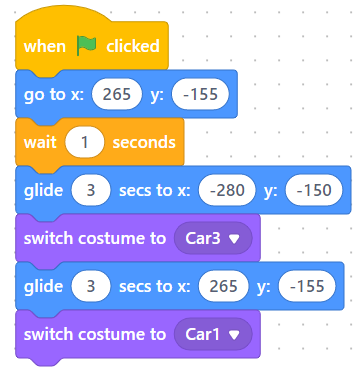 when clicked
go to x: 265 y: -155
wait 1 seconds
glide 3 secs to x: -280 y: -150
switch costume to Car3
glide 3 secs to x: 265 y: -155
switch costume to Car1